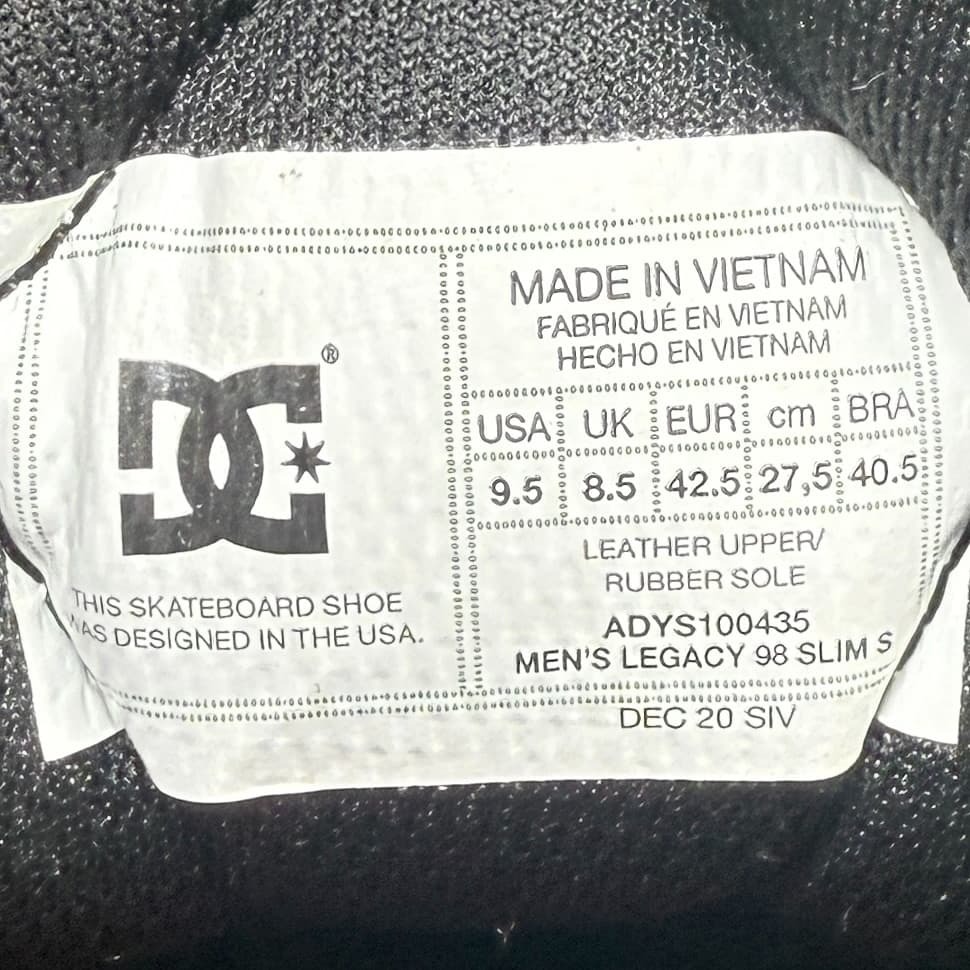 DC®
THIS SKATEBOARD SHOE
WAS DESIGNED IN THE USA.
MADE IN VIETNAM
FABRIQUÉ EN VIETNAM
HECHO EN VIETNAM
USA UK EUR cm BRA
9.5 8.5 42.5 27,5 40.5
LEATHER UPPER/
RUBBER SOLE
ADYS100435
MEN'S LEGACY 98 SLIM S
DEC 20 SIV